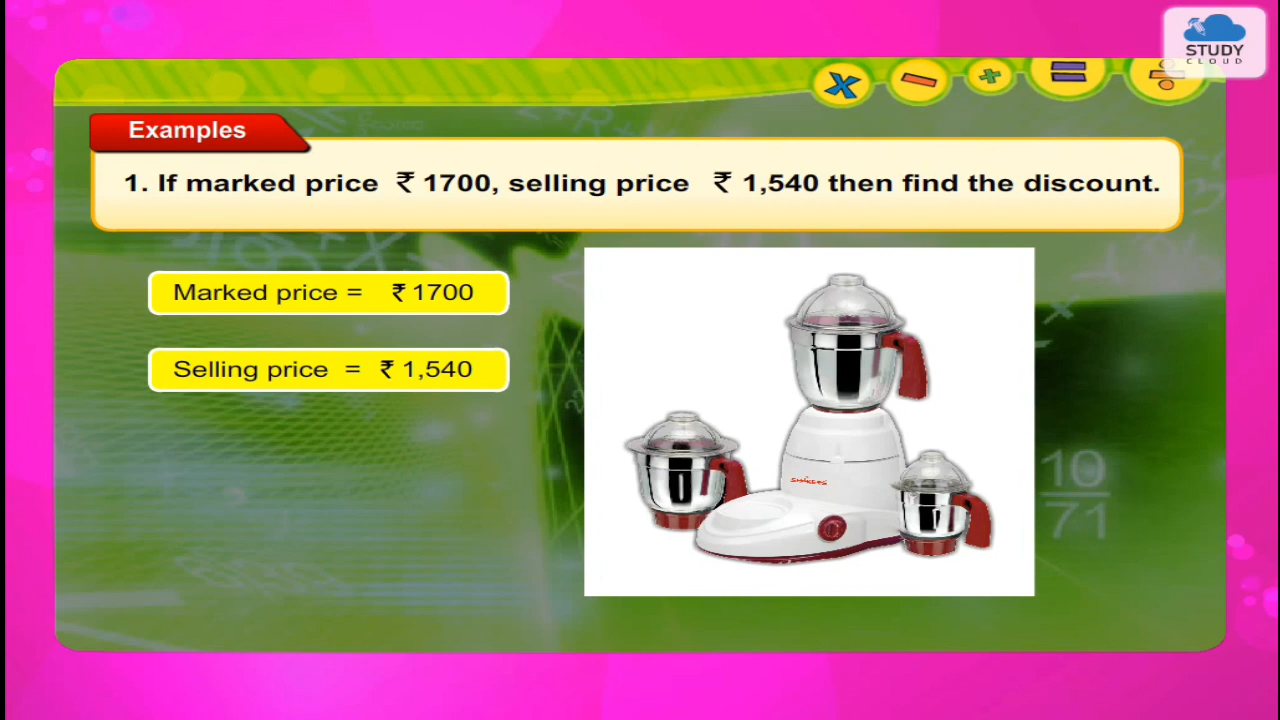 STUDY
CLOUD
Examples
1. If marked price ₹ 1700, selling price ₹ 1,540 then find the discount.
Marked price = ₹ 1700
Selling price = ₹ 1,540
10
71